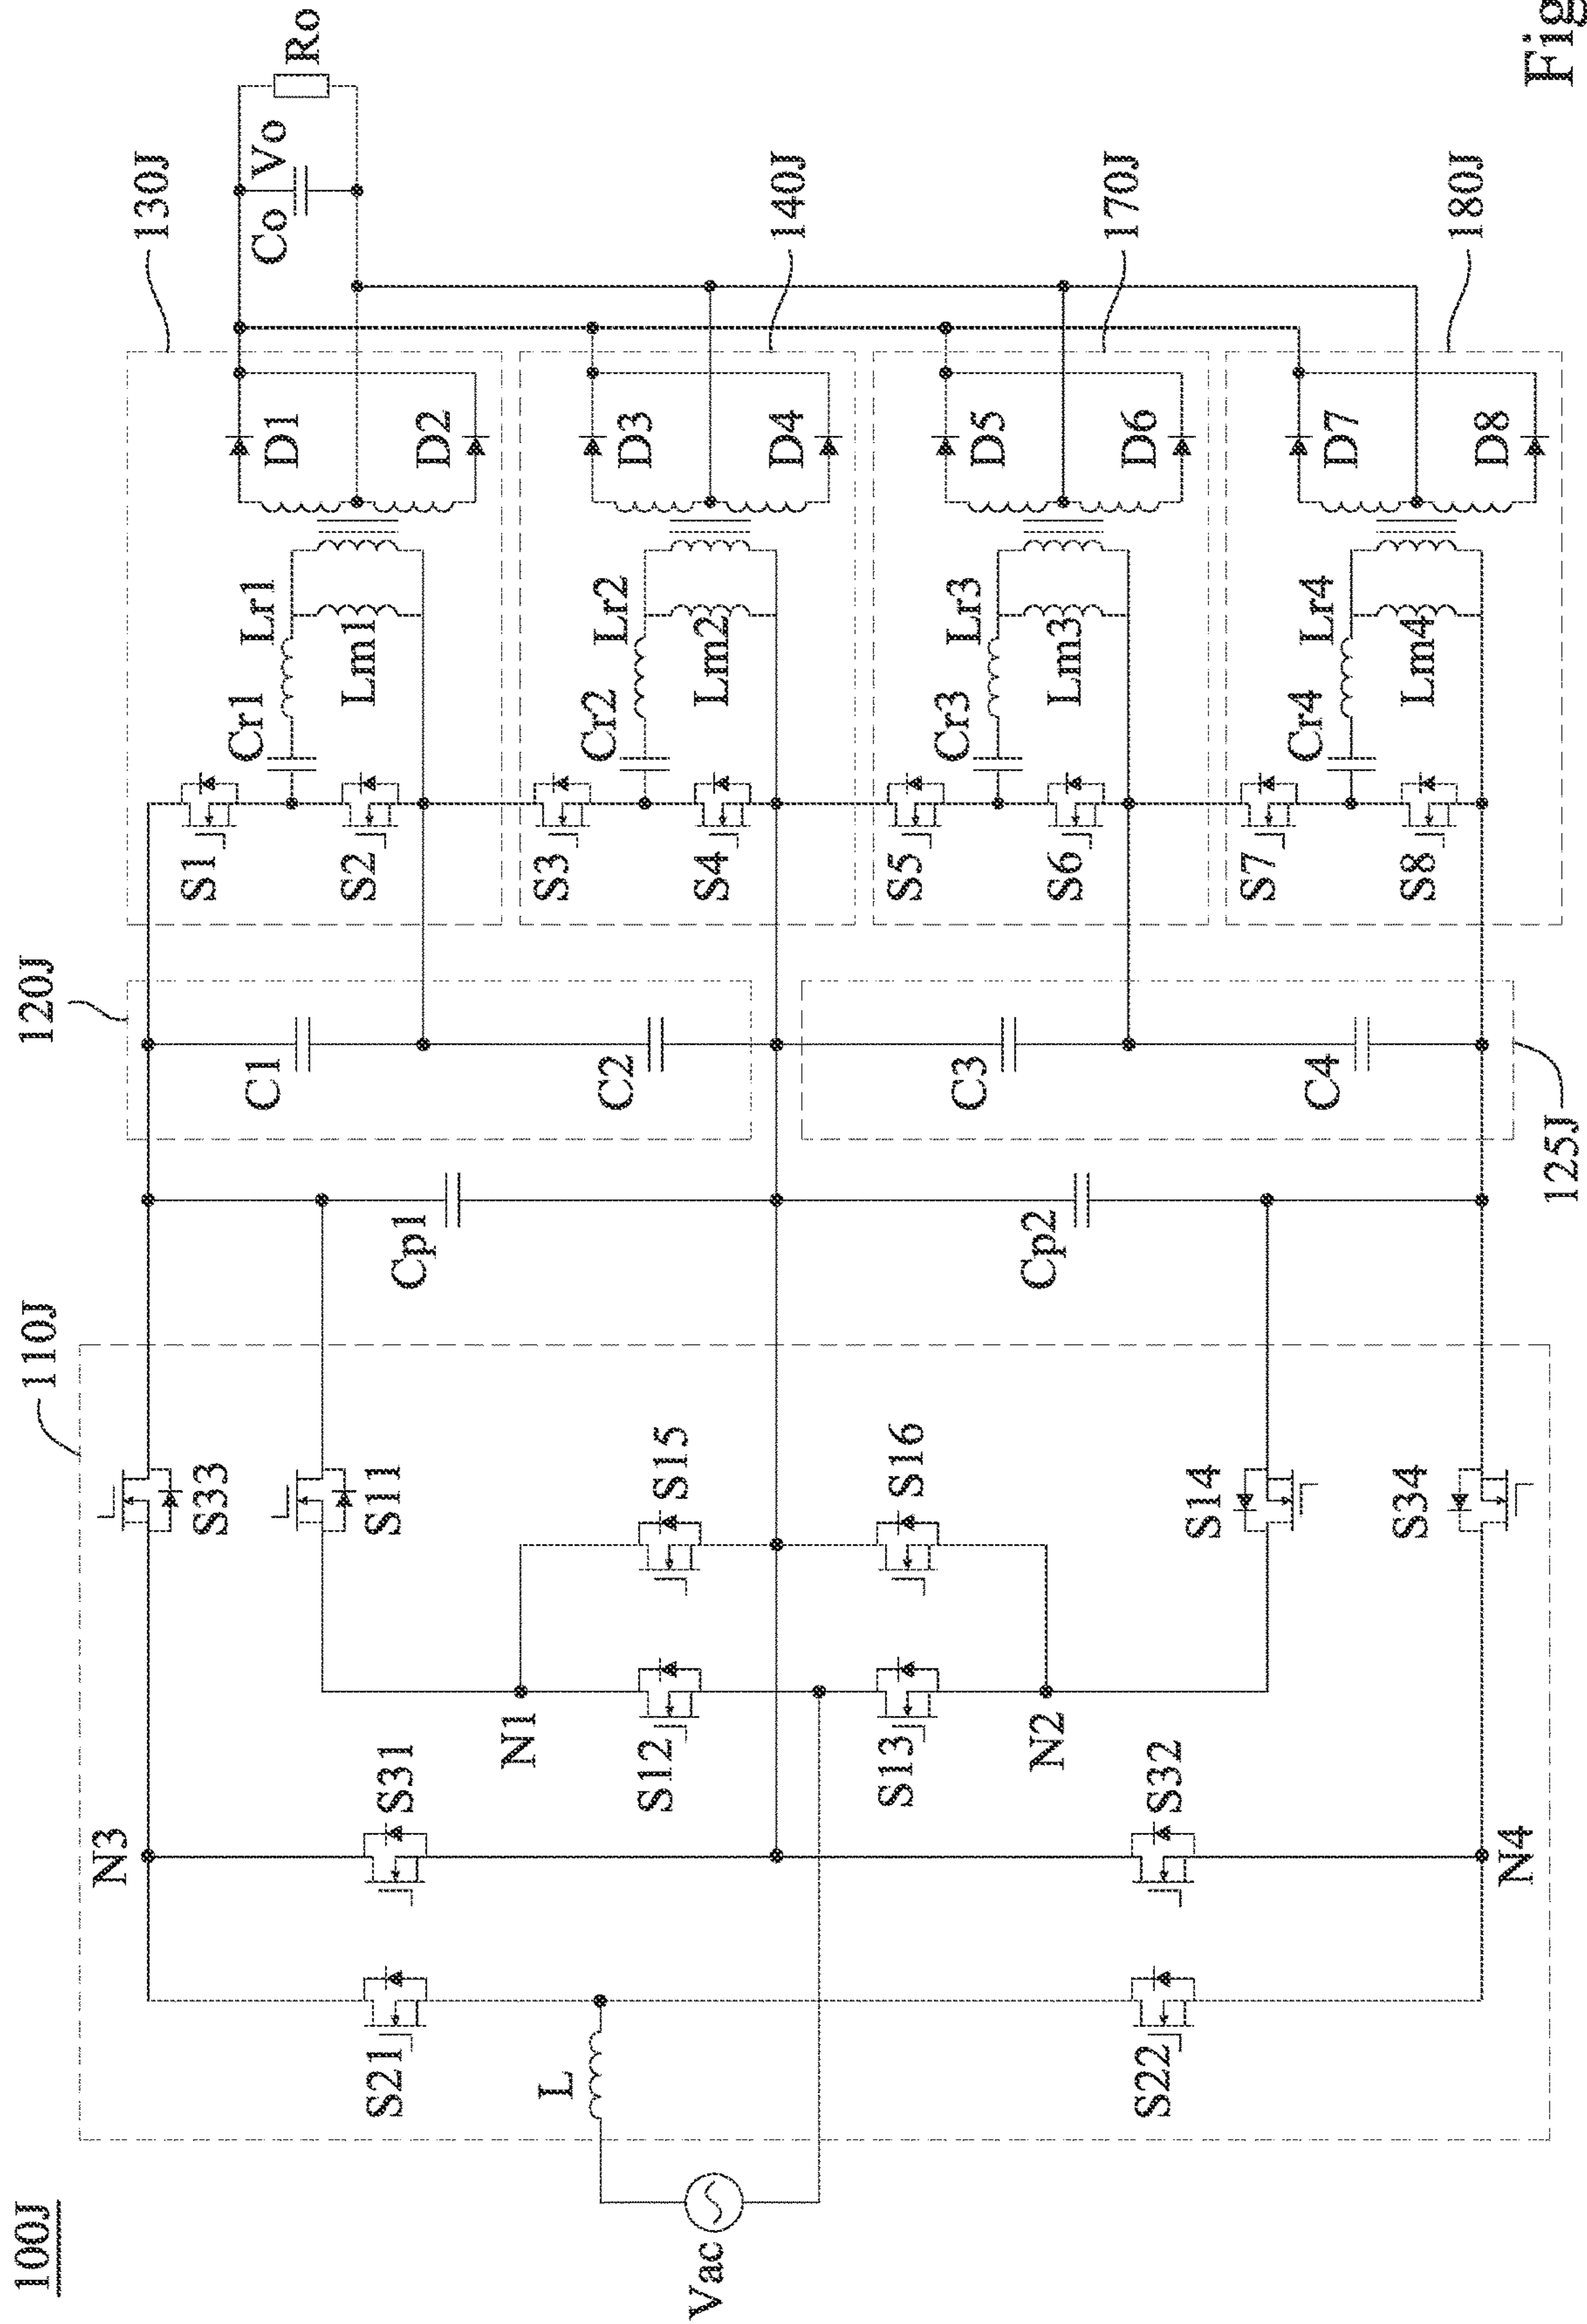 100J
110J
120J
125J
130J
140J
170J
180J
Vac
L
S21
S22
N3
N4
S31
S32
S33
S34
S11
S12
S13
S14
S15
S16
N1
N2
Cp1
Cp2
C1
C2
C3
C4
S1
S2
Cr1
Lr1
Lm1
D1
D2
S3
S4
Cr2
Lr2
Lm2
D3
D4
S5
S6
Cr3
Lr3
Lm3
D5
D6
S7
S8
Cr4
Lr4
Lm4
D7
D8
Co
Vo
Ro
Fig